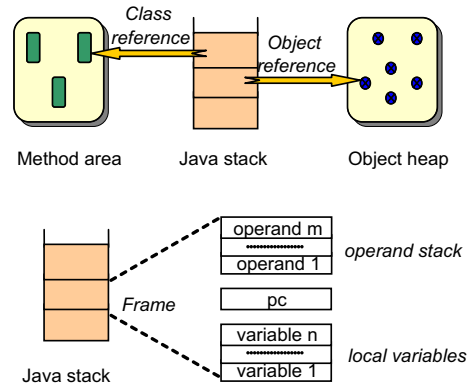 Class
reference
Object
reference
Method area
Java stack
Object heap
operand m
operand 1
operand stack
Frame
pc
variable n
variable 1
local variables
Java stack